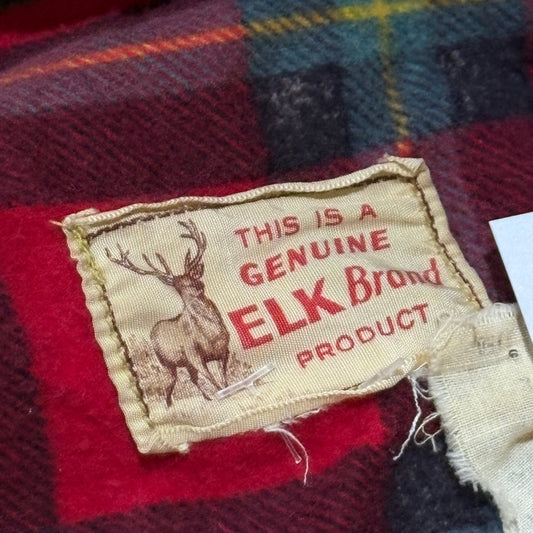 THIS IS A
GENUINE
ELK Brand
PRODUCT